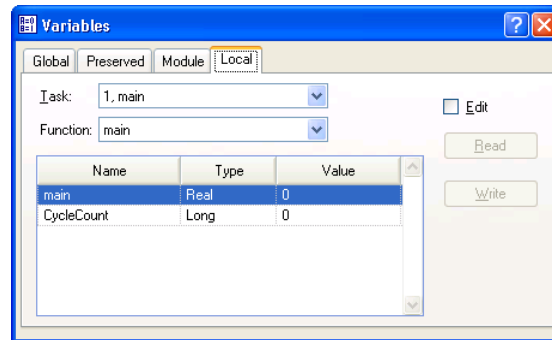 Variables
Global Preserved Module Local
Task: 1, main
Edit
Function: main
Read
Name Type Value
main Real 0
Write
CycleCount Long 0